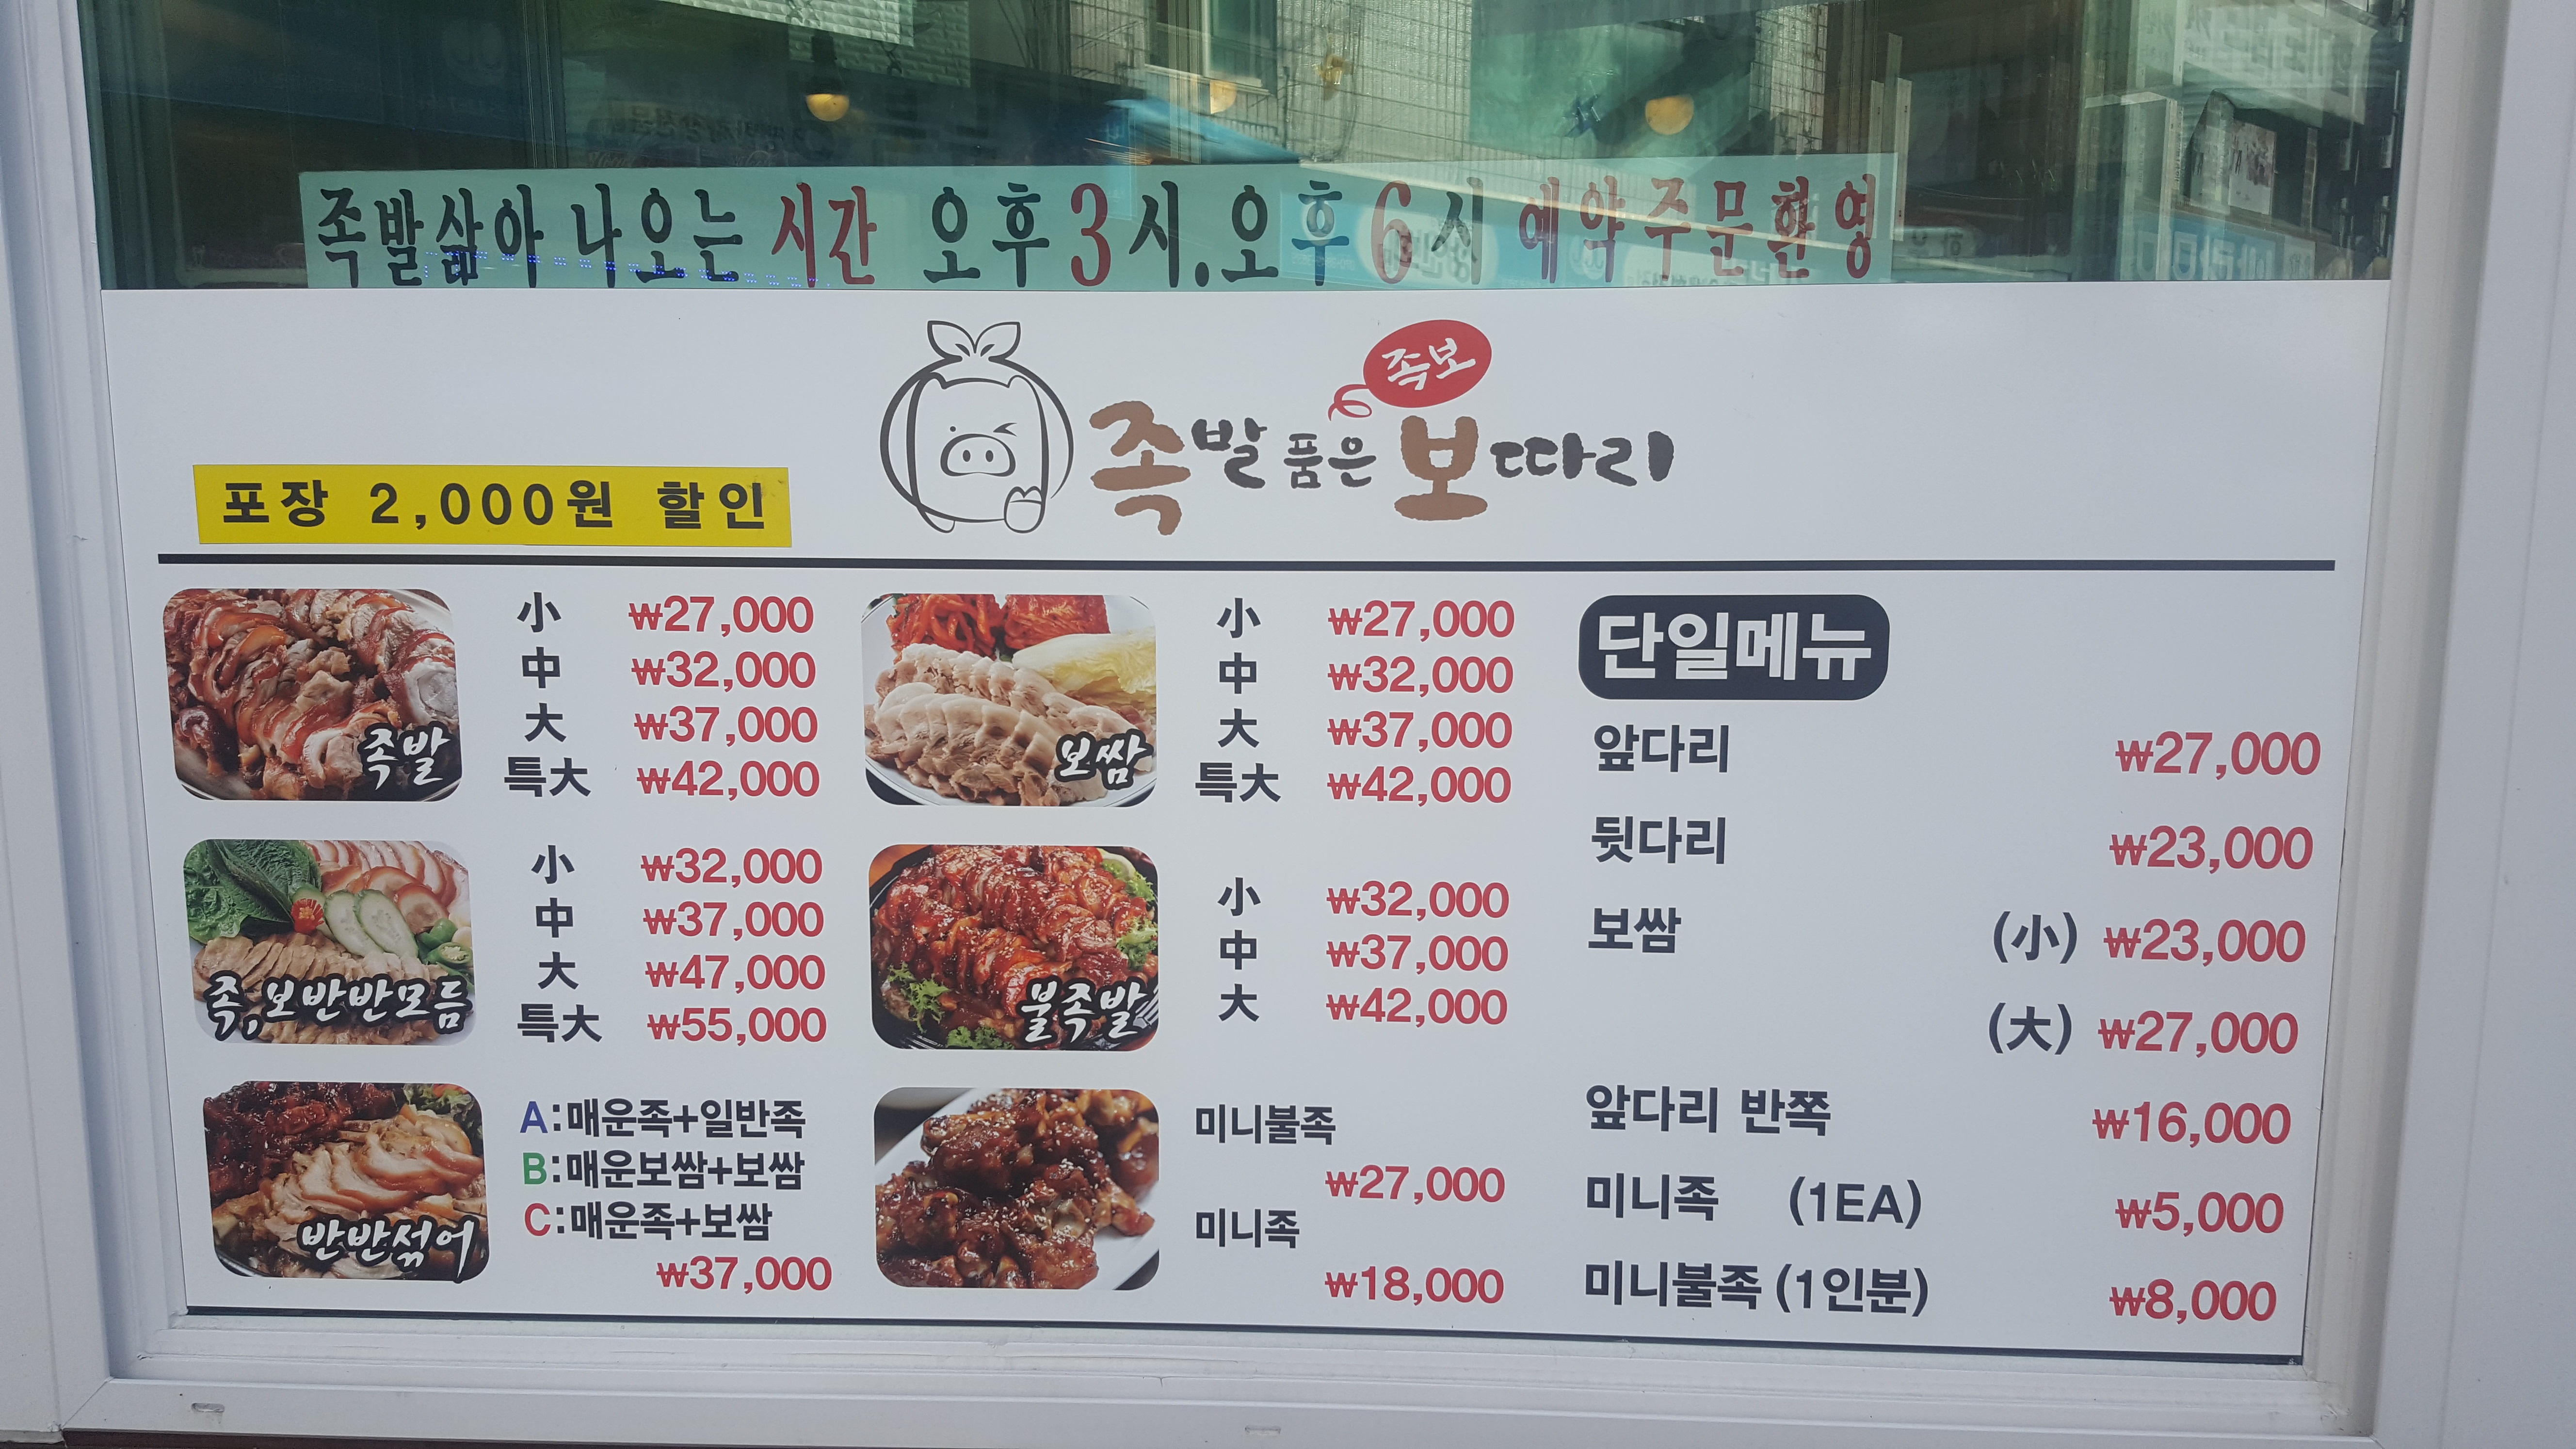 족발삶아 나오는 시간 오후3시.오후6시 예약주문환영
족보
족발 품은 보따리
포장 2,000원 할인
족발
小 ₩27,000
中 ₩32,000
大 ₩37,000
특大 ₩42,000
보쌈
小 ₩27,000
中 ₩32,000
大 ₩37,000
특大 ₩42,000
족,보반반모듬
小 ₩32,000
中 ₩37,000
大 ₩47,000
특大 ₩55,000
불족발
小 ₩32,000
中 ₩37,000
大 ₩42,000
반반섞어
A:매운족+일반족
B:매운보쌈+보쌈
C:매운족+보쌈
₩37,000
미니불족
₩27,000
미니족
₩18,000
단일메뉴
앞다리 ₩27,000
뒷다리 ₩23,000
보쌈 (小) ₩23,000
(大) ₩27,000
앞다리 반쪽 ₩16,000
미니족 (1EA) ₩5,000
미니불족 (1인분) ₩8,000